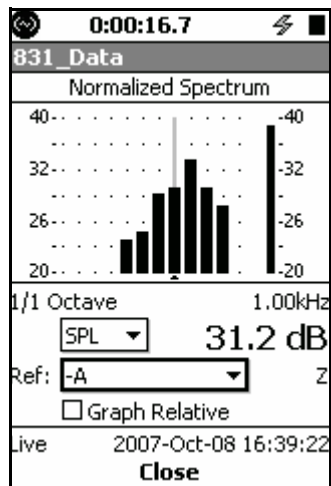 0:00:16.7
831_Data
Normalized Spectrum
40 -40
32 -32
26 -26
20 -20
1/1 Octave 1.00kHz
SPL 31.2 dB
Ref: -A Z
Graph Relative
Live 2007-Oct-08 16:39:22
Close